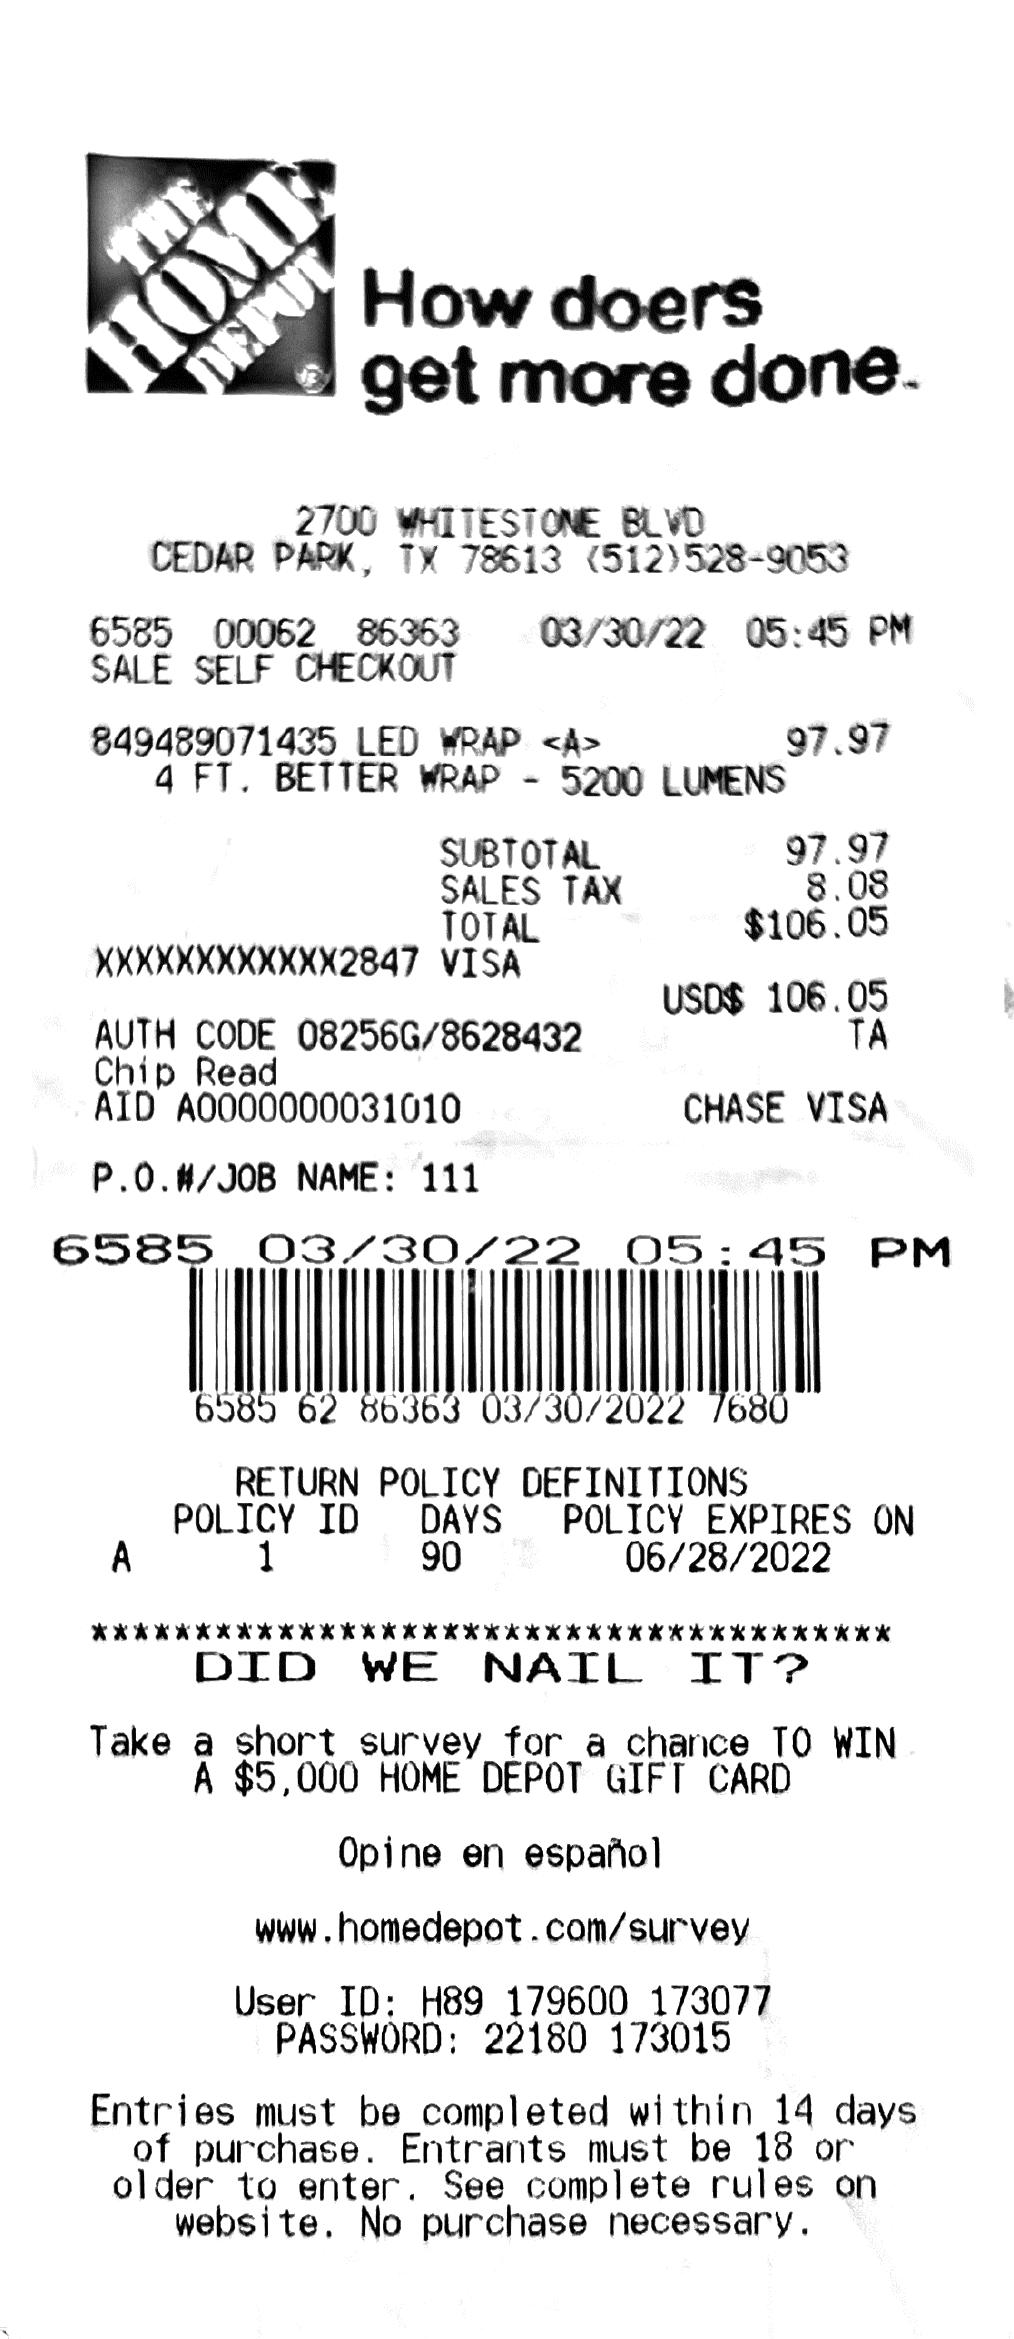 THE
HOME
DEPOT
How doers
get more done.
2700 WHITESTONE BLVD
CEDAR PARK, TX 78613 (512)528-9053
6585 00062 86363 03/30/22 05:45 PM
SALE SELF CHECKOUT
849489071435 LED WRAP <A> 97.97
4 FT. BETTER WRAP - 5200 LUMENS
SUBTOTAL 97.97
SALES TAX 8.08
TOTAL $106.05
XXXXXXXXXXXX2847 VISA
USD$ 106.05
AUTH CODE 08256G/8628432 TA
Chip Read
AID A0000000031010 CHASE VISA
P.O.#/JOB NAME: 111
6585 03/30/22 05:45 PM
6585 62 86363 03/30/2022 7680
RETURN POLICY DEFINITIONS
POLICY ID DAYS POLICY EXPIRES ON
A 1 90 06/28/2022
***************************************
DID WE NAIL IT?
Take a short survey for a chance TO WIN
A $5,000 HOME DEPOT GIFT CARD
Opine en español
www.homedepot.com/survey
User ID: H89 179600 173077
PASSWORD: 22180 173015
Entries must be completed within 14 days
of purchase. Entrants must be 18 or
older to enter. See complete rules on
website. No purchase necessary.